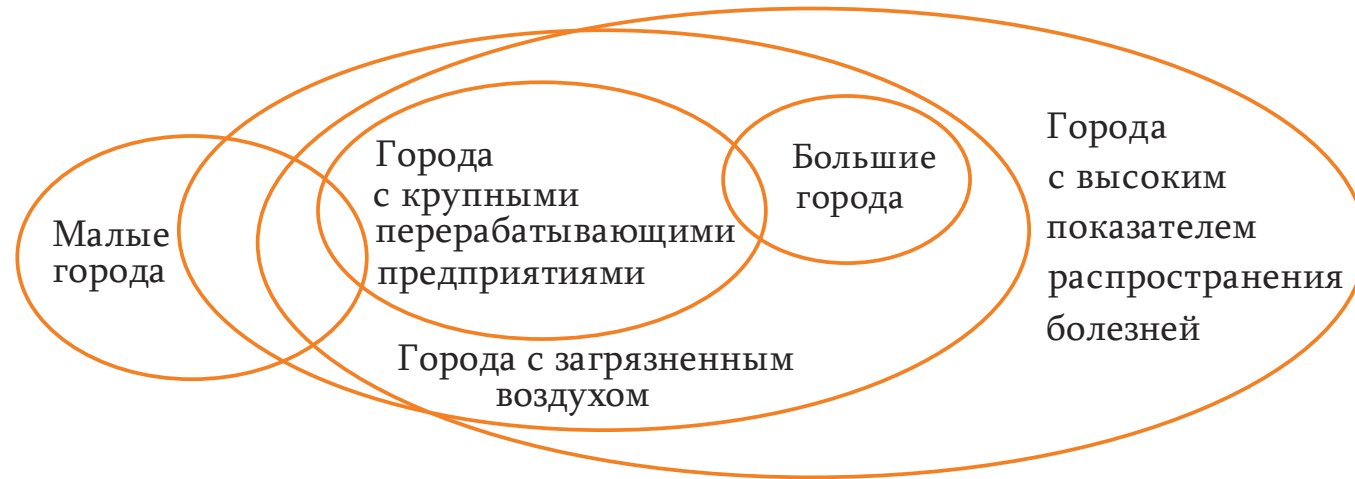 Малые
города
Города
с крупными
перерабатывающими
предприятиями
Города с загрязненным
воздухом
Большие
города
Города
с высоким
показателем
распространения
болезней